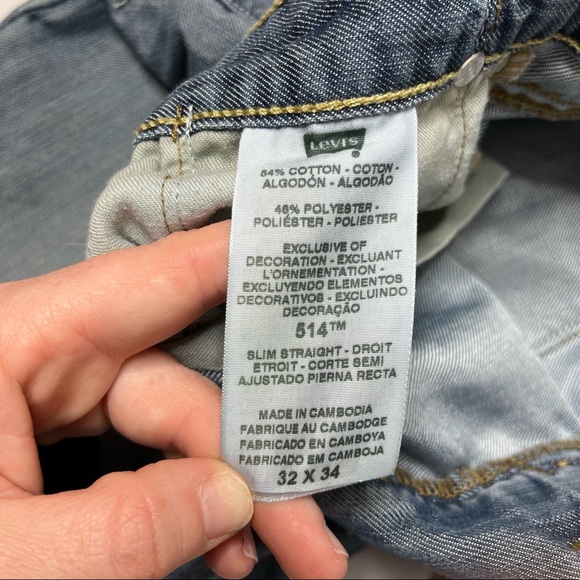 Levi's
54% COTTON - COTON -
ALGODÓN - ALGODÃO
46% POLYESTER -
POLIÉSTER - POLIESTER
EXCLUSIVE OF
DECORATION - EXCLUANT
L'ORNEMENTATION -
EXCLUYENDO ELEMENTOS
DECORATIVOS - EXCLUINDO
DECORAÇÃO
514™
SLIM STRAIGHT - DROIT
ETROIT - CORTE SEMI
AJUSTADO PIERNA RECTA
MADE IN CAMBODIA
FABRIQUE AU CAMBODGE
FABRICADO EN CAMBOYA
FABRICADO EM CAMBOJA
32 X 34